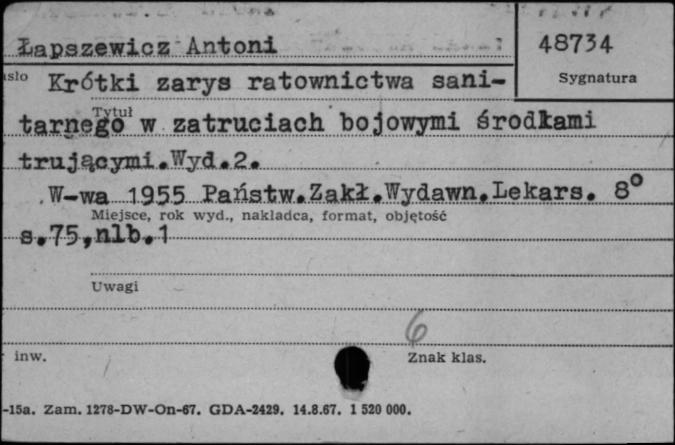 Łapszewicz Antoni
48734
Sygnatura
Krótki zarys ratownictwa sani-
Tytuł
tarnego w zatruciach bojowymi środkami
trującymi.Wyd.2.
W-wa 1955 Państw.Zakł.Wydawn.Lekars. 8°
Miejsce, rok wyd., nakladca, format, objętość
s.75,nlb.1
Uwagi
6
inw.
Znak klas.
-15a. Zam. 1278-DW-On-67. GDA-2429. 14.8.67. 1 520 000.